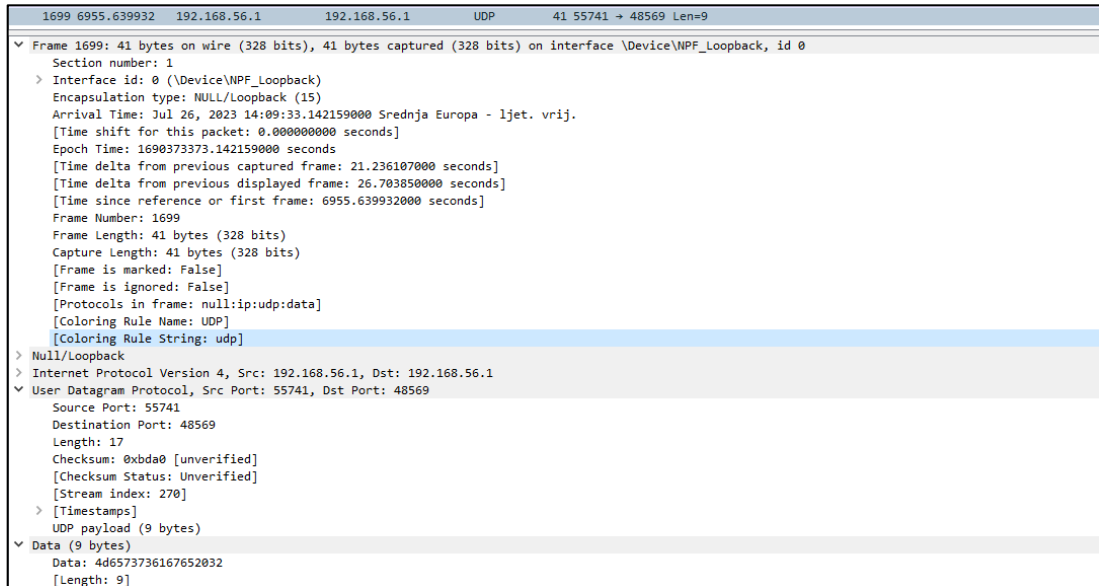 1699 6955.639932 192.168.56.1 192.168.56.1 UDP 41 55741 → 48569 Len=9
Frame 1699: 41 bytes on wire (328 bits), 41 bytes captured (328 bits) on interface \Device\NPF_Loopback, id 0
Section number: 1
Interface id: 0 (\Device\NPF_Loopback)
Encapsulation type: NULL/Loopback (15)
Arrival Time: Jul 26, 2023 14:09:33.142159000 Srednja Europa - ljet. vrij.
[Time shift for this packet: 0.000000000 seconds]
Epoch Time: 1690373373.142159000 seconds
[Time delta from previous captured frame: 21.236107000 seconds]
[Time delta from previous displayed frame: 26.703850000 seconds]
[Time since reference or first frame: 6955.639932000 seconds]
Frame Number: 1699
Frame Length: 41 bytes (328 bits)
Capture Length: 41 bytes (328 bits)
[Frame is marked: False]
[Frame is ignored: False]
[Protocols in frame: null:ip:udp:data]
[Coloring Rule Name: UDP]
[Coloring Rule String: udp]
Null/Loopback
Internet Protocol Version 4, Src: 192.168.56.1, Dst: 192.168.56.1
User Datagram Protocol, Src Port: 55741, Dst Port: 48569
Source Port: 55741
Destination Port: 48569
Length: 17
Checksum: 0xbda0 [unverified]
[Checksum Status: Unverified]
[Stream index: 270]
[Timestamps]
UDP payload (9 bytes)
Data (9 bytes)
Data: 4d6573736167652032
[Length: 9]